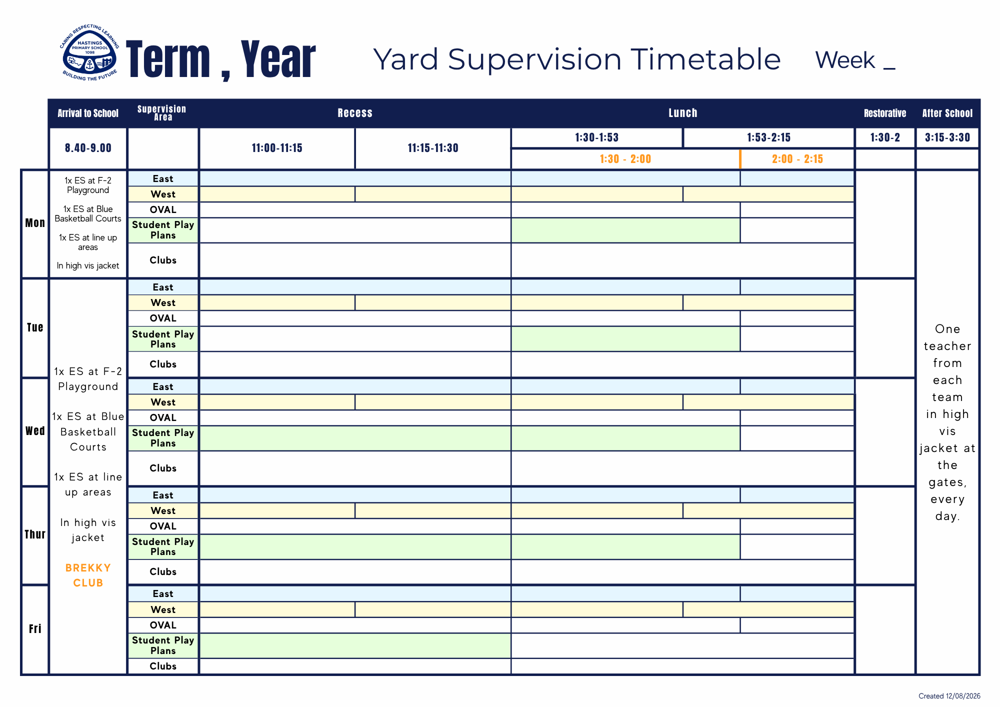 CARING RESPECTING LEARNING
HASTINGS
PRIMARY SCHOOL
1098
BUILDING THE FUTURE
Term , Year
Yard Supervision Timetable
Week _
Arrival to School
Supervision
Area
Recess
Lunch
Restorative
After School
8.40-9.00
11:00-11:15
11:15-11:30
1:30-1:53
1:53-2:15
1:30-2
3:15-3:30
1:30 - 2:00
2:00 - 2:15
Mon
1x ES at F-2
Playground
1x ES at Blue
Basketball Courts
1x ES at line up
areas
In high vis jacket
East
West
OVAL
Student Play
Plans
Clubs
Tue
East
West
OVAL
Student Play
Plans
Clubs
1x ES at F-2
Playground
1x ES at Blue
Basketball
Courts
1x ES at line
up areas
In high vis
jacket
BREKKY
CLUB
Wed
East
West
OVAL
Student Play
Plans
Clubs
Thur
East
West
OVAL
Student Play
Plans
Clubs
Fri
East
West
OVAL
Student Play
Plans
Clubs
One
teacher
from
each
team
in high
vis
jacket at
the
gates,
every
day.
Created 12/08/2026